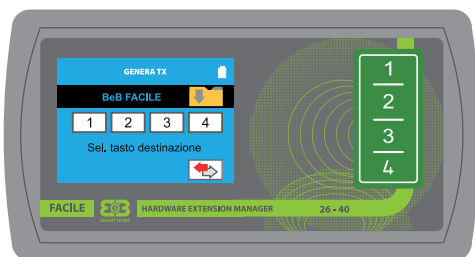 GENERA TX
BeB FACILE
1 2 3 4
Sel. tasto destinazione
1
2
3
4
FACILE
HARDWARE EXTENSION MANAGER
26 - 40